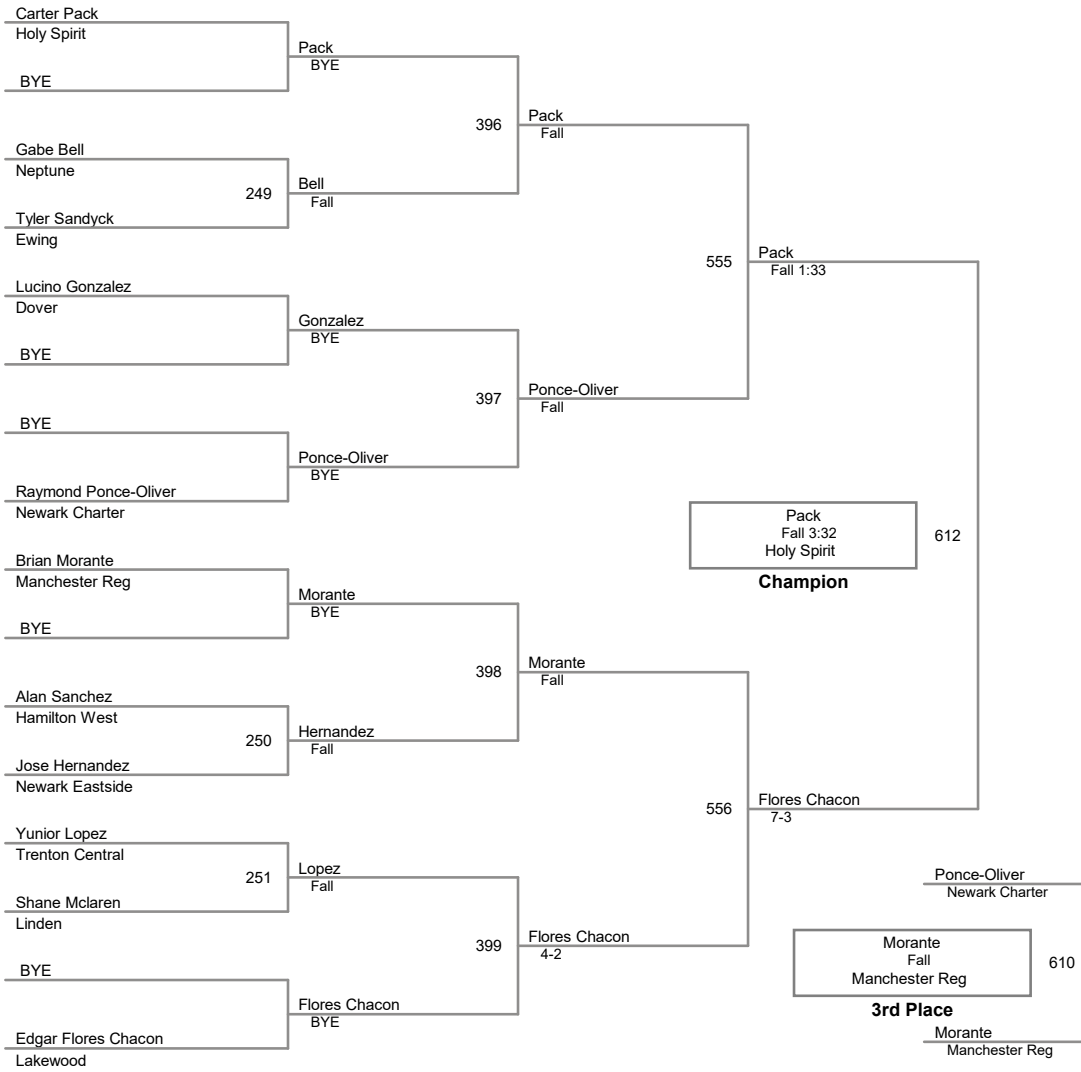 Carter Pack
Holy Spirit
BYE
Gabe Bell
Neptune
Tyler Sandyck
Ewing
Lucino Gonzalez
Dover
BYE
BYE
Raymond Ponce-Oliver
Newark Charter
Brian Morante
Manchester Reg
BYE
Alan Sanchez
Hamilton West
Jose Hernandez
Newark Eastside
Yunior Lopez
Trenton Central
Shane Mclaren
Linden
BYE
Edgar Flores Chacon
Lakewood
249
250
251
Pack
BYE
Bell
Fall
Gonzalez
BYE
Ponce-Oliver
BYE
Morante
BYE
Hernandez
Fall
Lopez
Fall
Flores Chacon
BYE
396
397
398
399
Pack
Fall
Ponce-Oliver
Fall
Morante
Fall
Flores Chacon
4-2
555
556
Pack
Fall 1:33
Flores Chacon
7-3
Pack
Fall 3:32
Holy Spirit
612
Champion
Ponce-Oliver
Newark Charter
Morante
Fall
Manchester Reg
610
3rd Place
Morante
Manchester Reg